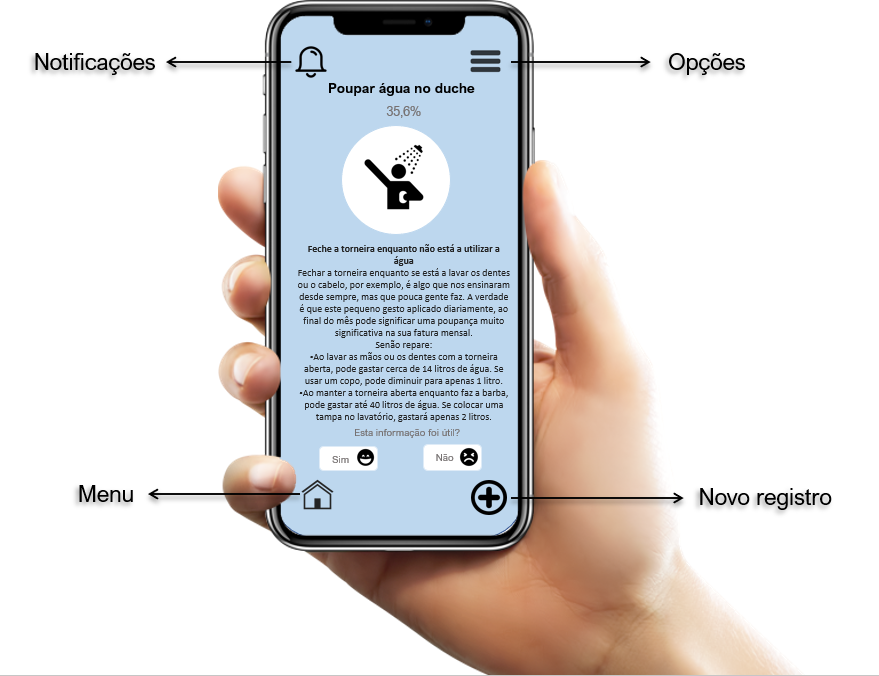 Notificações
Opções
Poupar água no duche
35,6%
Feche a torneira enquanto não está a utilizar a
água
Fechar a torneira enquanto se está a lavar os dentes
ou o cabelo, por exemplo, é algo que nos ensinaram
desde sempre, mas que pouca gente faz. A verdade
é que este pequeno gesto aplicado diariamente, ao
final do mês pode significar uma poupança muito
significativa na sua fatura mensal.
Senão repare:
•Ao lavar as mãos ou os dentes com a torneira
aberta, pode gastar cerca de 14 litros de água. Se
usar um copo, pode diminuir para apenas 1 litro.
•Ao manter a torneira aberta enquanto faz a barba,
pode gastar até 40 litros de água. Se colocar uma
tampa no lavatório, gastará apenas 2 litros.
Esta informação foi útil?
Sim
Não
Menu
Novo registro